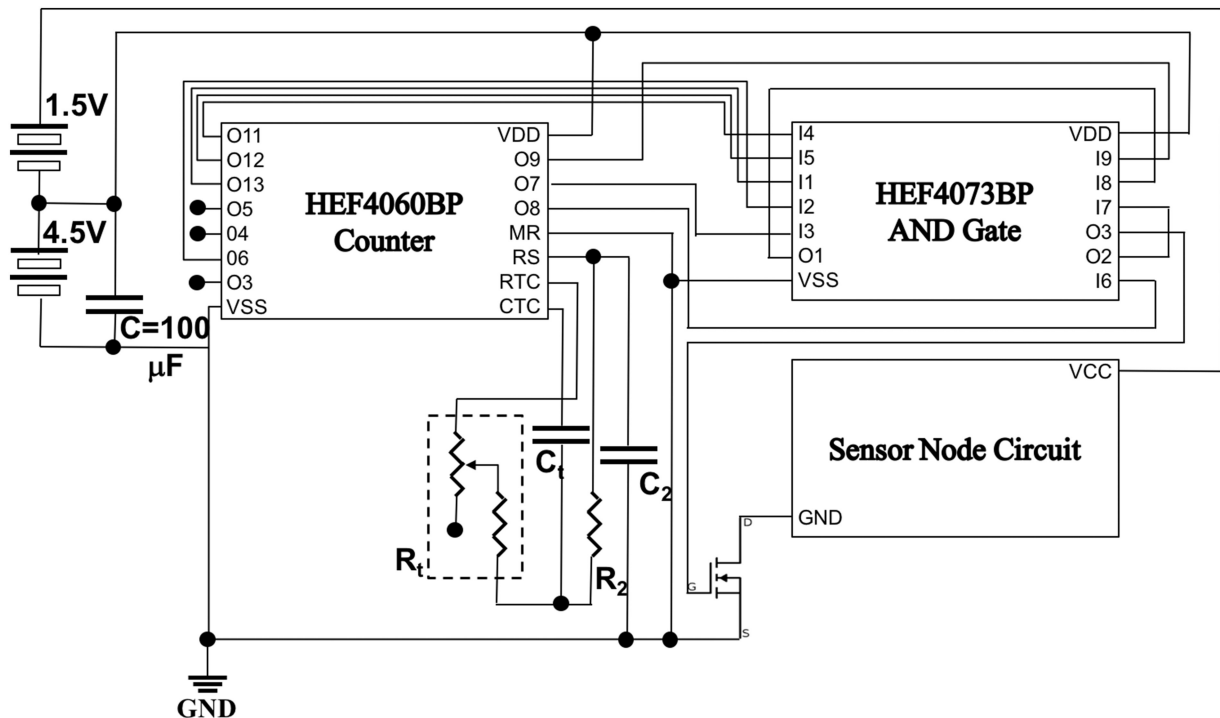 1.5V
4.5V
C=100
μF
O11
O12
O13
O5
04
06
O3
VSS
HEF4060BP
Counter
VDD
O9
O7
O8
MR
RS
RTC
CTC
I4
I5
I1
I2
I3
O1
VSS
HEF4073BP
AND Gate
VDD
I9
I8
I7
O3
O2
I6
VCC
Sensor Node Circuit
GND
Rt
Ct
R2
C2
D
G
S
GND